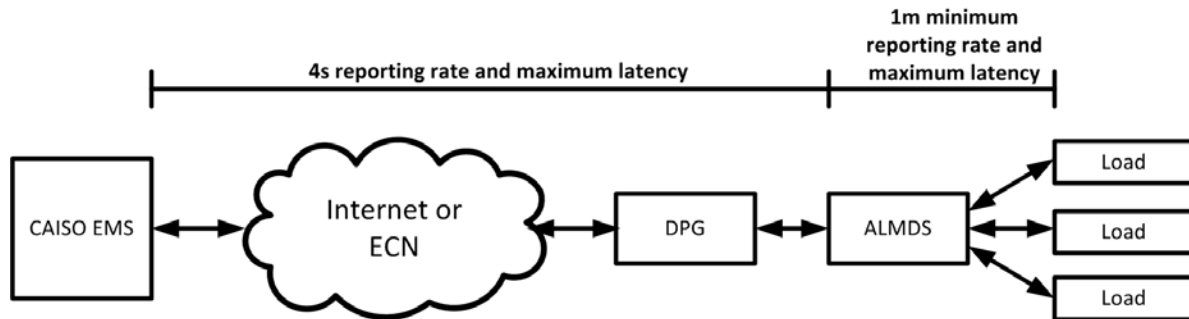 1m minimum
reporting rate and
maximum latency
4s reporting rate and maximum latency
CAISO EMS
Internet or
ECN
DPG
ALMDS
Load
Load
Load